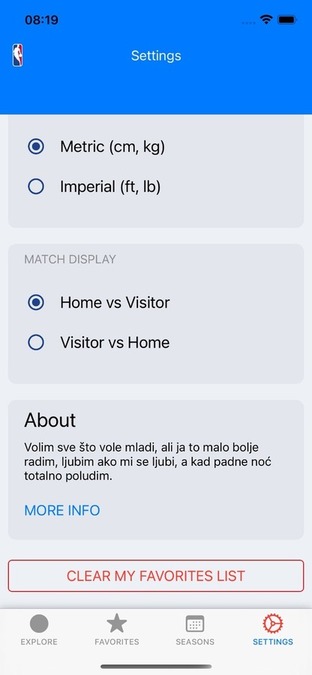 08:19
Settings
Metric (cm, kg)
Imperial (ft, lb)
MATCH DISPLAY
Home vs Visitor
Visitor vs Home
About
Volim sve što vole mladi, ali ja to malo bolje
radim, ljubim ako mi se ljubi, a kad padne noć
totalno poludim.
MORE INFO
CLEAR MY FAVORITES LIST
EXPLORE
FAVORITES
SEASONS
SETTINGS